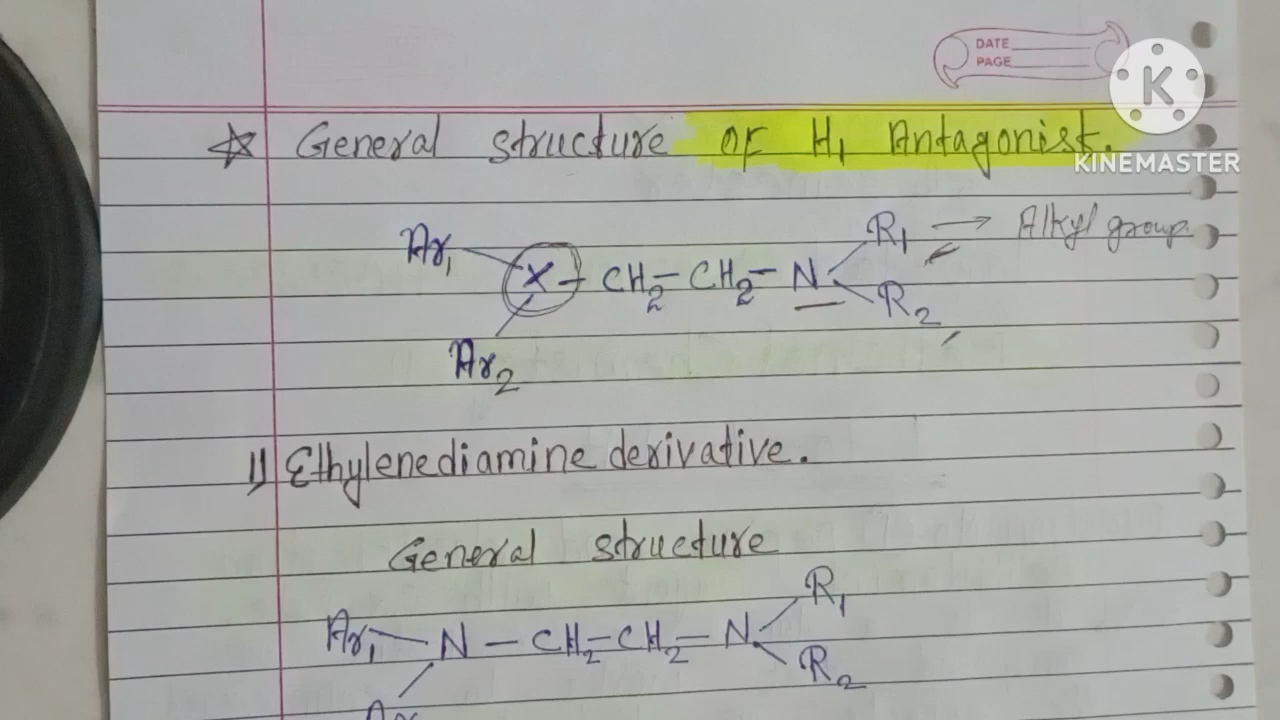 DATE
PAGE
K
KINEMASTER
☆ General structure of H1 Antagonist.
Ar1 R1 → Alkyl group
X - CH2 - CH2 - N
R2
Ar2
1) Ethylenediamine derivative.
General structure
R1
Ar1 N - CH2 - CH2 - N
R2
Ar